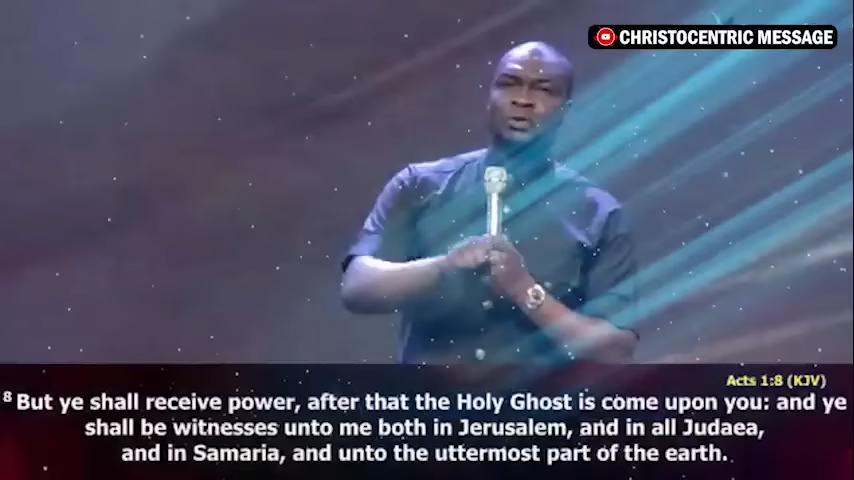 CHRISTOCENTRIC MESSAGE
Acts 1:8 (KJV)
8 But ye shall receive power, after that the Holy Ghost is come upon you: and ye
shall be witnesses unto me both in Jerusalem, and in all Judaea,
and in Samaria, and unto the uttermost part of the earth.